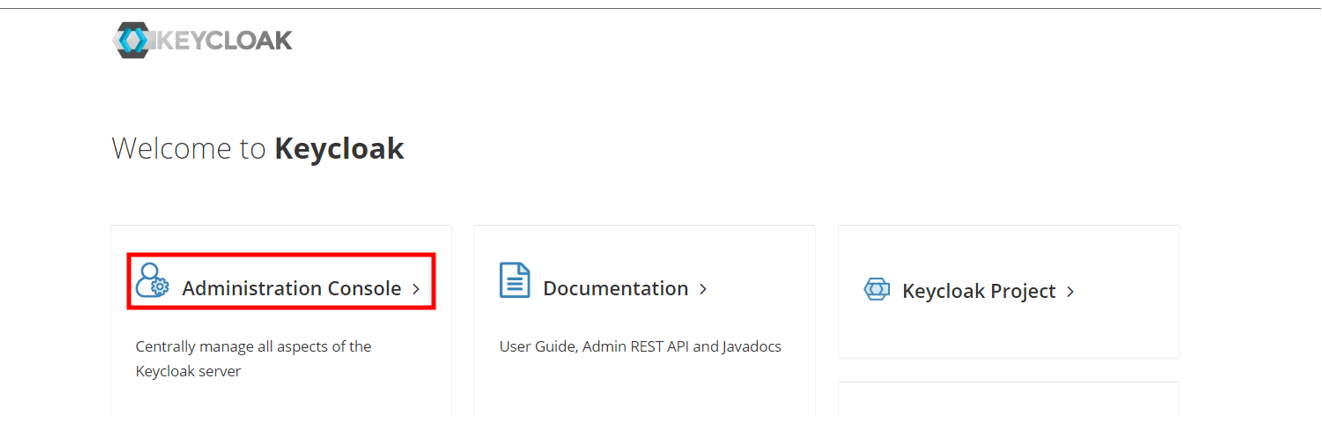 KEYCLOAK
Welcome to Keycloak
Administration Console >
Centrally manage all aspects of the
Keycloak server
Documentation >
User Guide, Admin REST API and Javadocs
Keycloak Project >